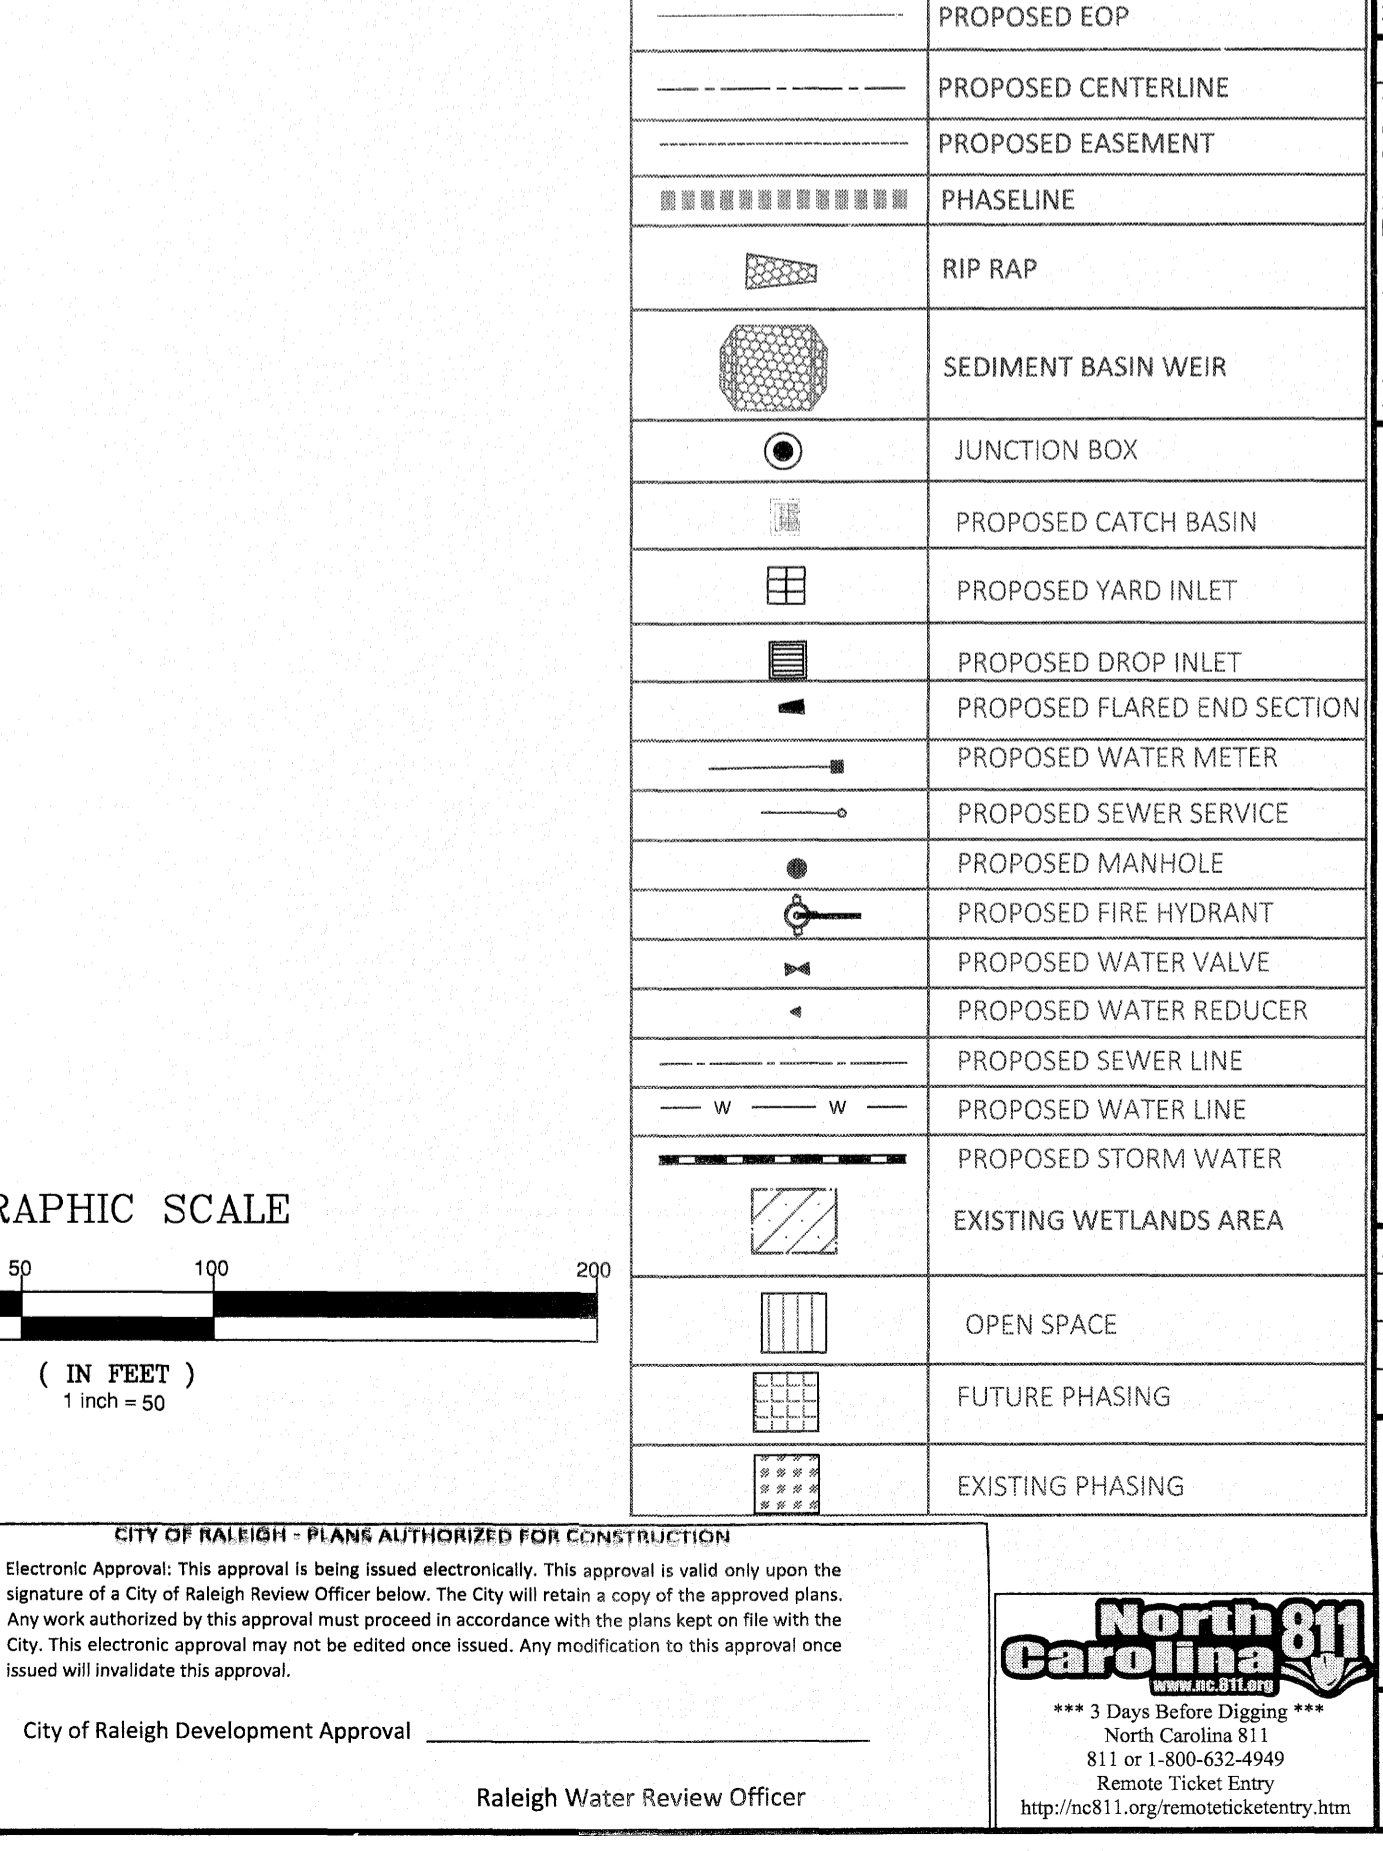 PROPOSED EOP
PROPOSED CENTERLINE
PROPOSED EASEMENT
PHASELINE
RIP RAP
SEDIMENT BASIN WEIR
JUNCTION BOX
PROPOSED CATCH BASIN
PROPOSED YARD INLET
PROPOSED DROP INLET
PROPOSED FLARED END SECTION
PROPOSED WATER METER
PROPOSED SEWER SERVICE
PROPOSED MANHOLE
PROPOSED FIRE HYDRANT
PROPOSED WATER VALVE
PROPOSED WATER REDUCER
PROPOSED SEWER LINE
W W PROPOSED WATER LINE
PROPOSED STORM WATER
EXISTING WETLANDS AREA
OPEN SPACE
FUTURE PHASING
EXISTING PHASING
RAPHIC SCALE
50 100 200
( IN FEET )
1 inch = 50
CITY OF RALEIGH - PLANS AUTHORIZED FOR CONSTRUCTION
Electronic Approval: This approval is being issued electronically. This approval is valid only upon the
signature of a City of Raleigh Review Officer below. The City will retain a copy of the approved plans.
Any work authorized by this approval must proceed in accordance with the plans kept on file with the
City. This electronic approval may not be edited once issued. Any modification to this approval once
issued will invalidate this approval.
City of Raleigh Development Approval
Raleigh Water Review Officer
North 811
Carolina
www.nc811.org
*** 3 Days Before Digging ***
North Carolina 811
811 or 1-800-632-4949
Remote Ticket Entry
http://nc811.org/remoteticketentry.htm